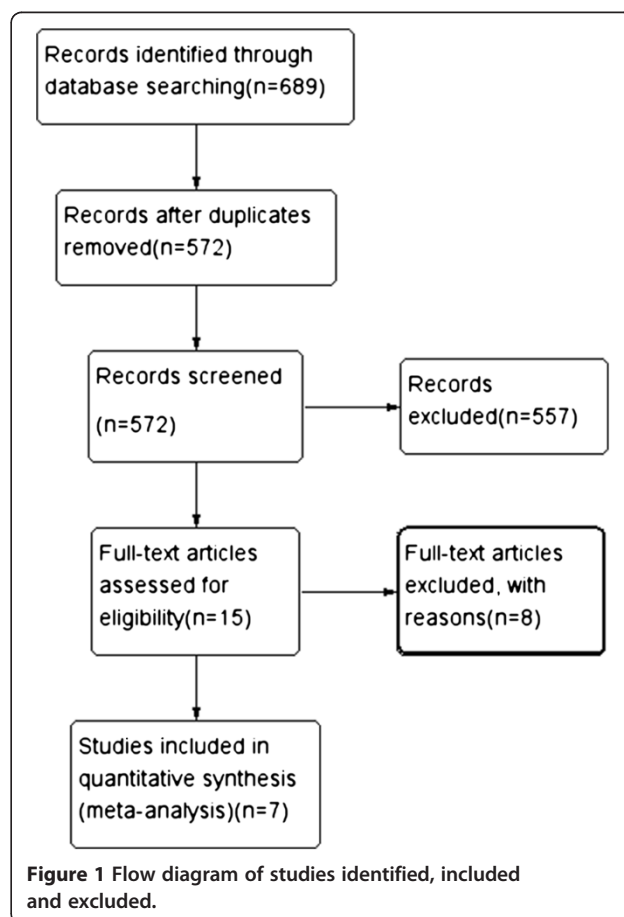 Records identified through
database searching(n=689)
Records after duplicates
removed(n=572)
Records screened
(n=572)
Records
excluded(n=557)
Full-text articles
assessed for
eligibility(n=15)
Full-text articles
excluded, with
reasons(n=8)
Studies included in
quantitative synthesis
(meta-analysis)(n=7)
Figure 1 Flow diagram of studies identified, included
and excluded.